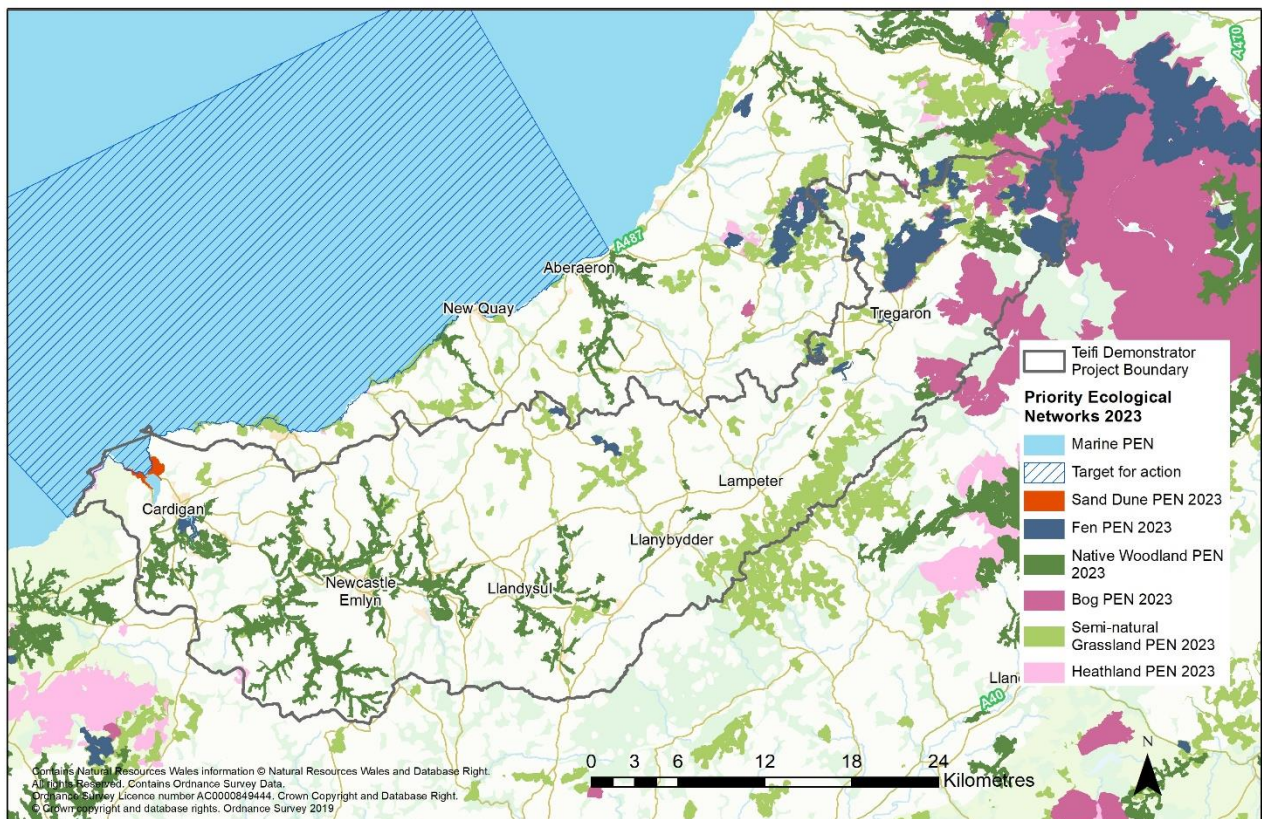 A470
A487
Aberaeron
New Quay
Tregaron
Cardigan
Lampeter
Llanybydder
Newcastle
Emlyn
Llandysul
Llan
A40
Teifi Demonstrator
Project Boundary
Priority Ecological
Networks 2023
Marine PEN
Target for action
Sand Dune PEN 2023
Fen PEN 2023
Native Woodland PEN
2023
Bog PEN 2023
Semi-natural
Grassland PEN 2023
Heathland PEN 2023
N
0 3 6 12 18 24
Kilometres
Contains Natural Resources Wales information © Natural Resources Wales and Database Right.
All rights Reserved. Contains Ordnance Survey Data.
Ordnance Survey Licence number AC0000849444. Crown Copyright and Database Right.
© Crown copyright and database rights. Ordnance Survey 2019